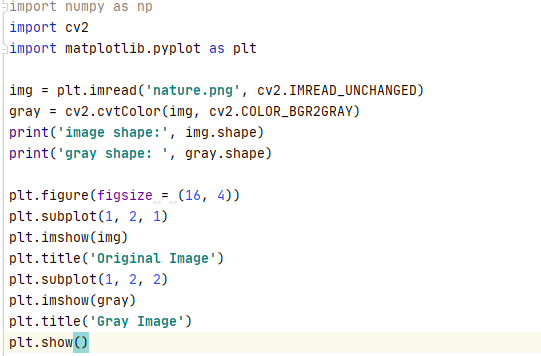 import numpy as np
import cv2
import matplotlib.pyplot as plt
img = plt.imread('nature.png', cv2.IMREAD_UNCHANGED)
gray = cv2.cvtColor(img, cv2.COLOR_BGR2GRAY)
print('image shape:', img.shape)
print('gray shape: ', gray.shape)
plt.figure(figsize = (16, 4))
plt.subplot(1, 2, 1)
plt.imshow(img)
plt.title('Original Image')
plt.subplot(1, 2, 2)
plt.imshow(gray)
plt.title('Gray Image')
plt.show()